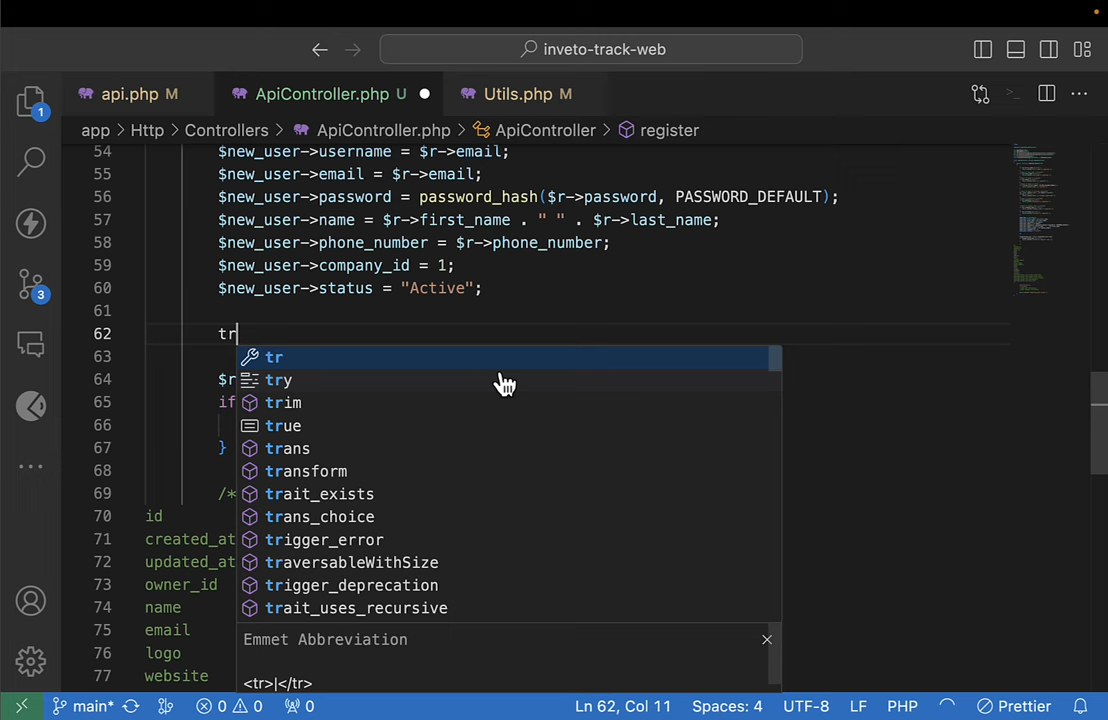 inveto-track-web
api.php M
ApiController.php U
Utils.php M
app > Http > Controllers > ApiController.php > ApiController > register
54 $new_user->username = $r->email;
55 $new_user->email = $r->email;
56 $new_user->password = password_hash($r->password, PASSWORD_DEFAULT);
57 $new_user->name = $r->first_name . " " . $r->last_name;
58 $new_user->phone_number = $r->phone_number;
59 $new_user->company_id = 1;
60 $new_user->status = "Active";
61
62 tr
63 tr
64 $r try
65 if trim
66 true
67 } trans
68 transform
69 /* trait_exists
70 id trans_choice
71 created_at trigger_error
72 updated_at traversableWithSize
73 owner_id trigger_deprecation
74 name trait_uses_recursive
75 email Emmet Abbreviation
76 logo
77 website <tr>|</tr>
1
3
main* 0 0 0 Ln 62, Col 11 Spaces: 4 UTF-8 LF PHP Prettier